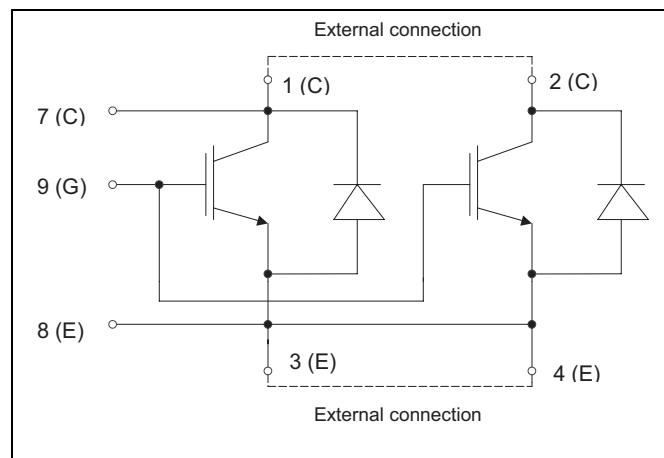 External connection
1 (C)
2 (C)
7 (C)
9 (G)
8 (E)
3 (E)
4 (E)
External connection